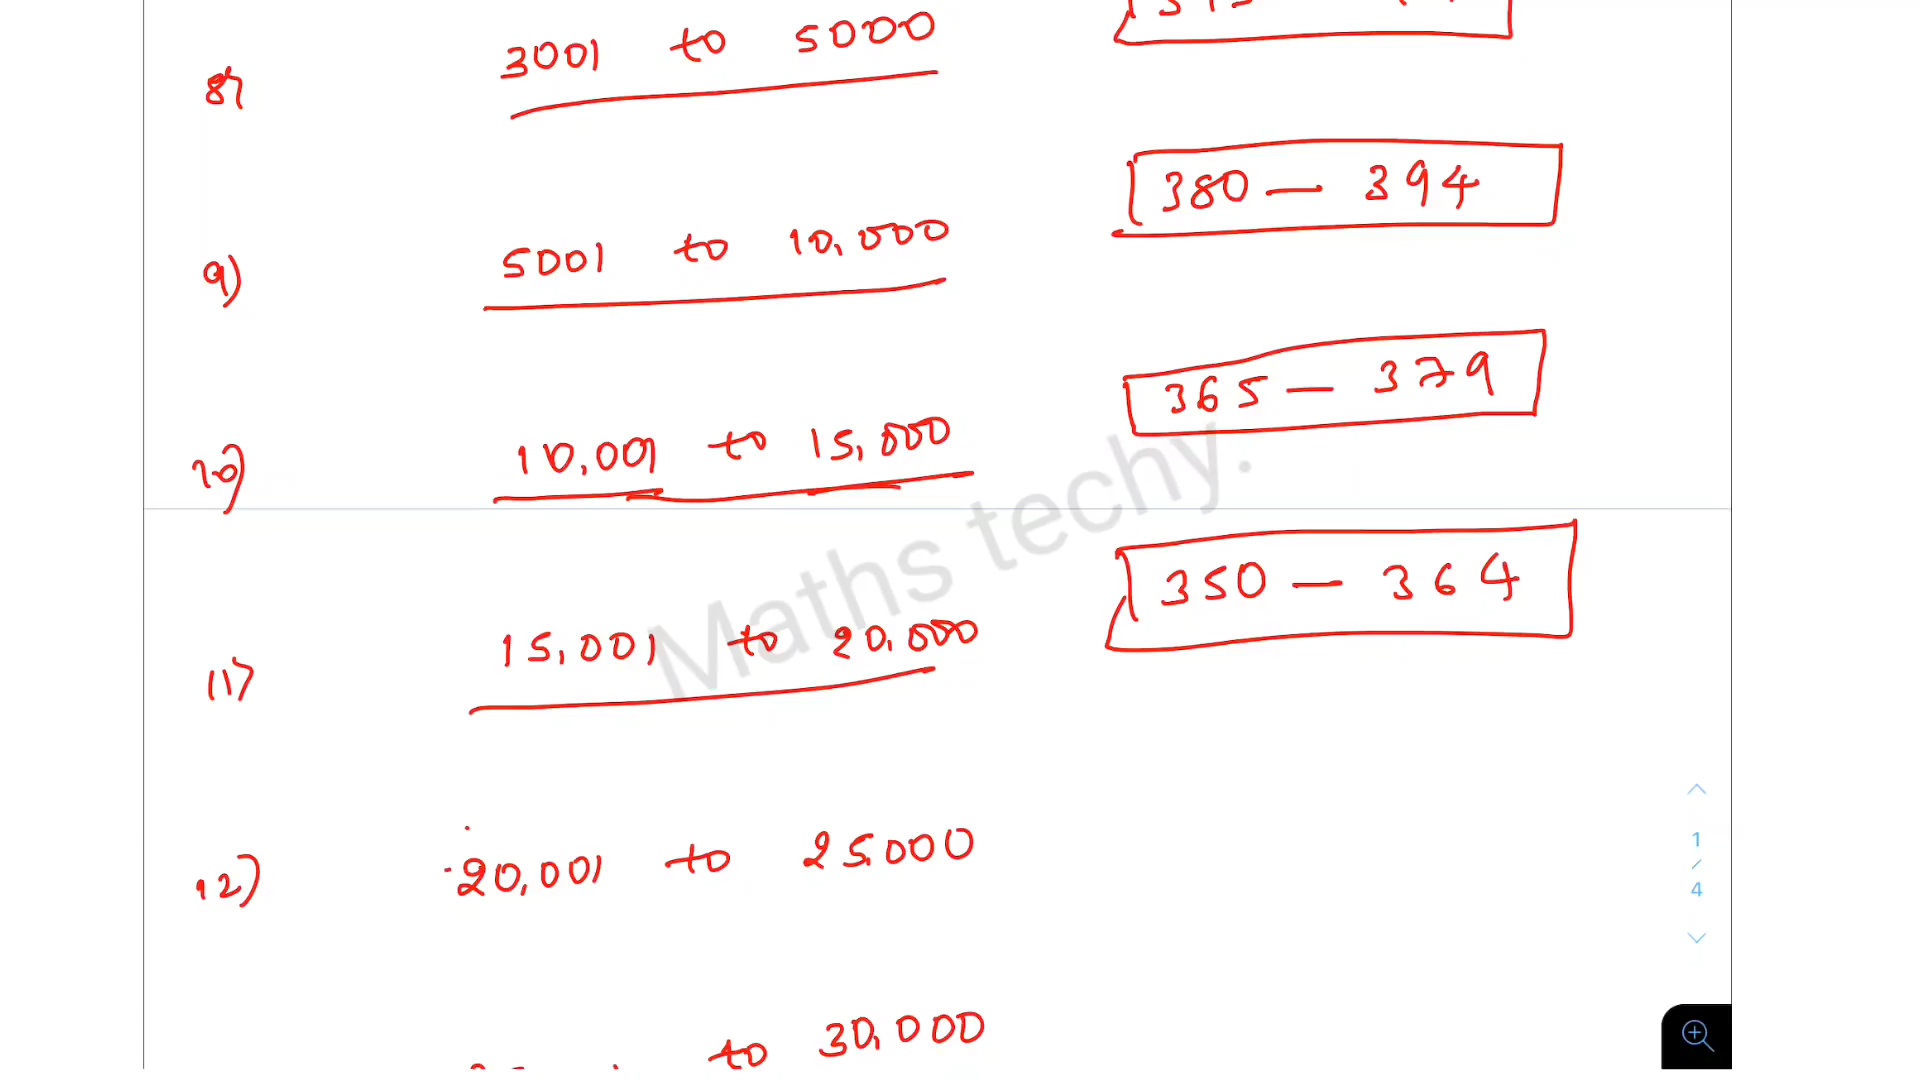 8) 3001 to 5000
380 — 394
9) 5001 to 10,000
365 — 379
10) 10,001 to 15,000
350 — 364
11) 15,001 to 20,000
12) 20,001 to 25,000
to 30,000
Maths techy.
1
/
4